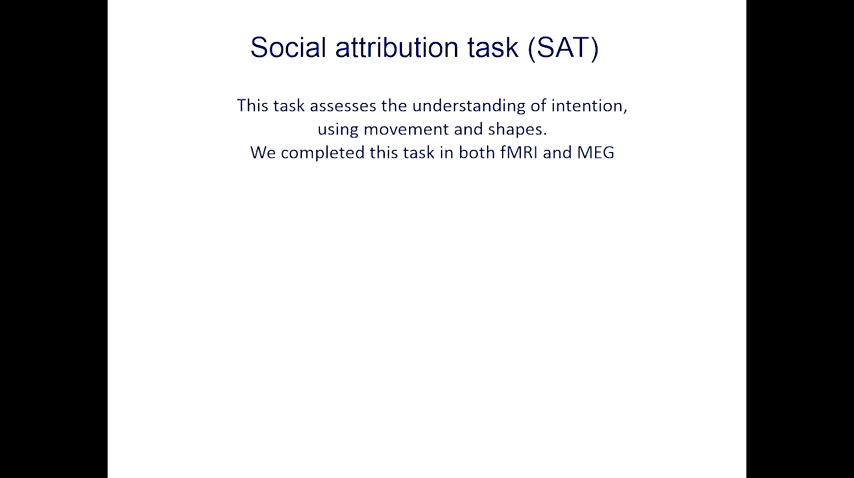 Social attribution task (SAT)
This task assesses the understanding of intention,
using movement and shapes.
We completed this task in both fMRI and MEG